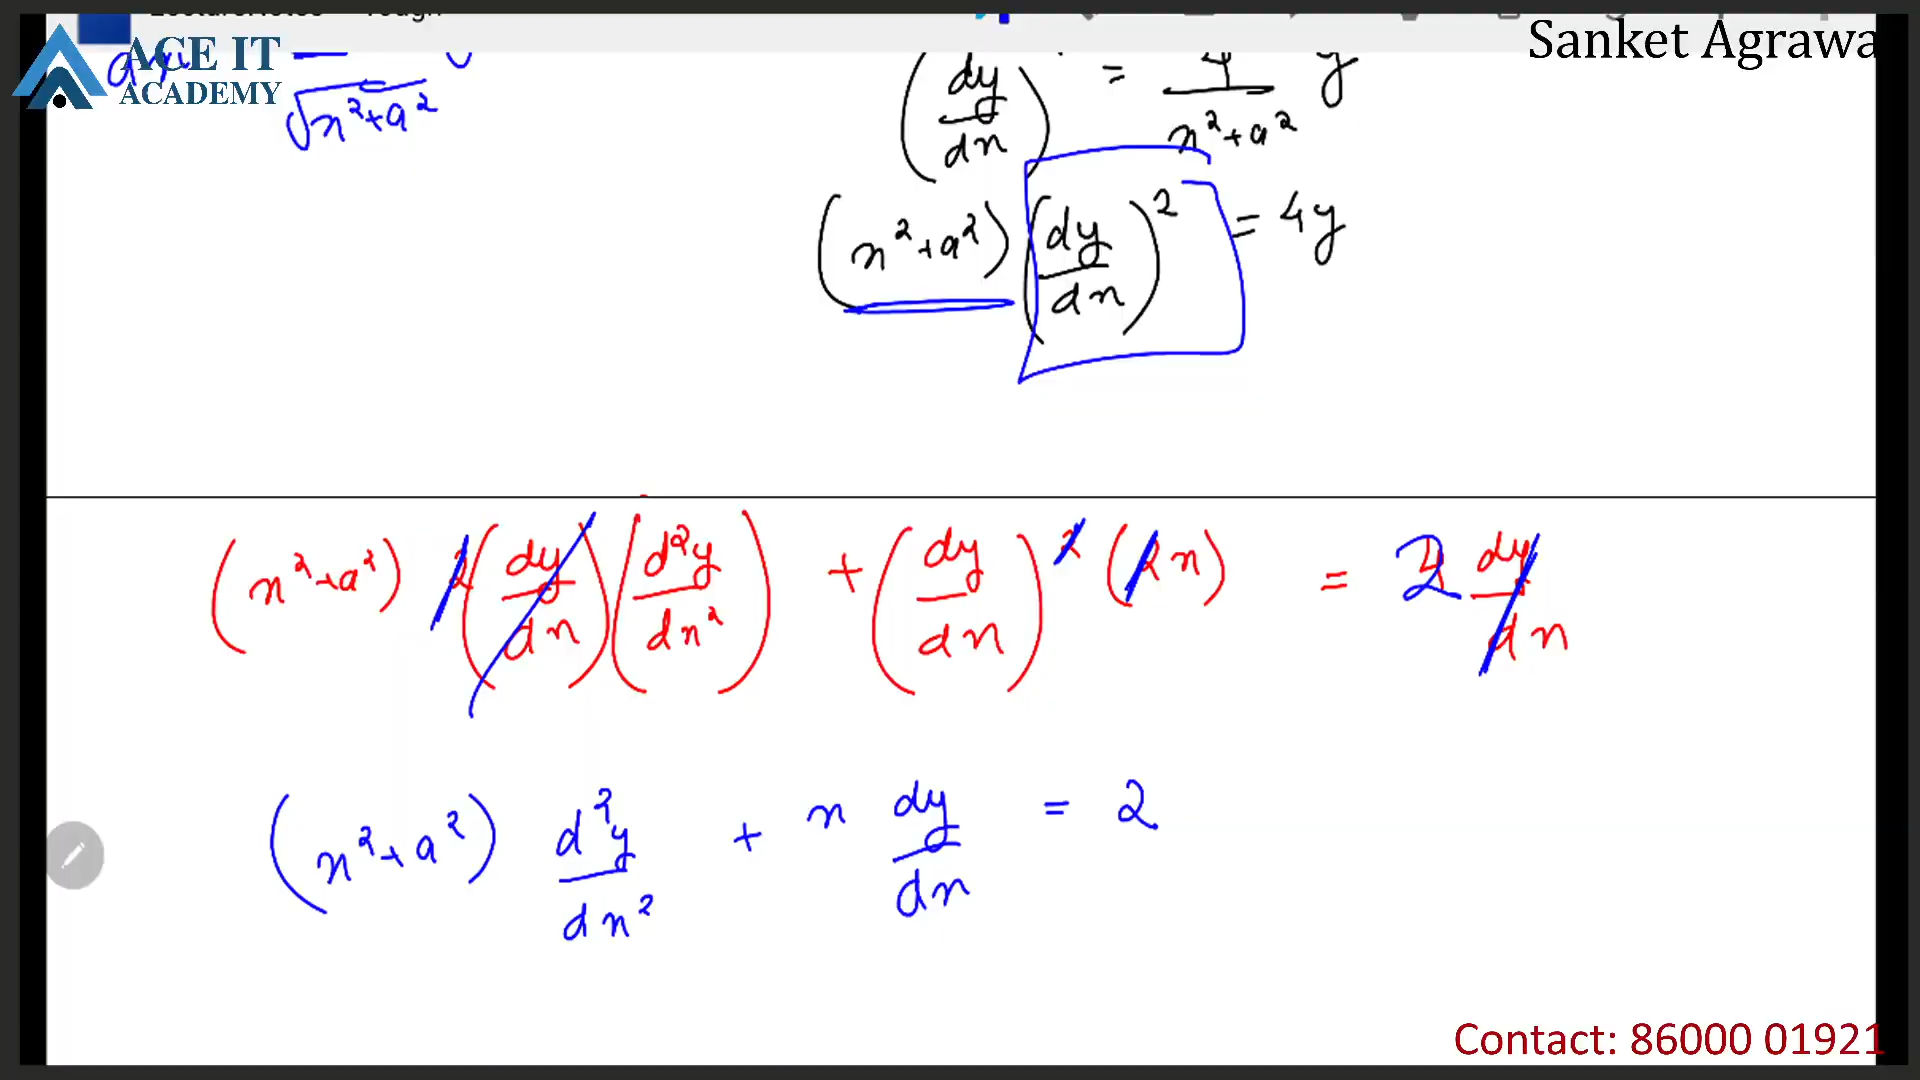 Sanket Agrawa
ACE IT
ACADEMY
√x²+a²
(dy/dx) = 4/x²+a² y
(x²+a²) (dy/dx)² = 4y
(x²+a²) 2 (dy/dx) (d²y/dx²) + (dy/dx)² (2x) = 2 dy/dx
(x²+a²) d²y/dx² + x dy/dx = 2
Contact: 86000 01921